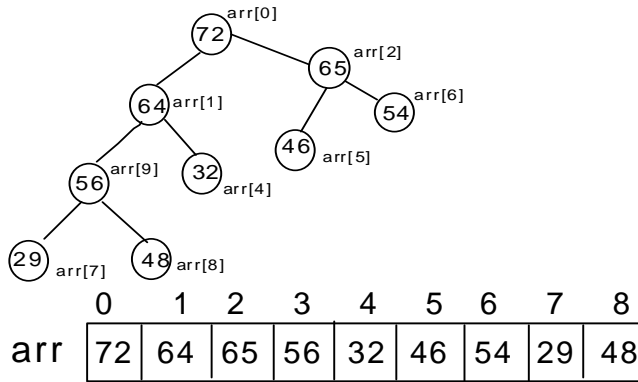 arr[0]
72
arr[2]
65
arr[6]
64 arr[1]
54
46
arr[5]
arr[9]
32
56
arr[4]
29
arr[7]
48 arr[8]
0 1 2 3 4 5 6 7 8
arr 72 64 65 56 32 46 54 29 48